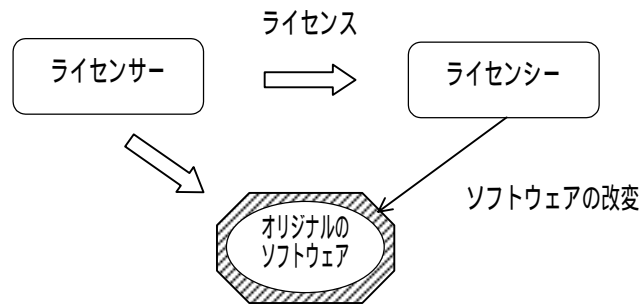 ライセンス
ライセンサー
ライセンシー
ソフトウェアの改変
オリジナルの
ソフトウェア